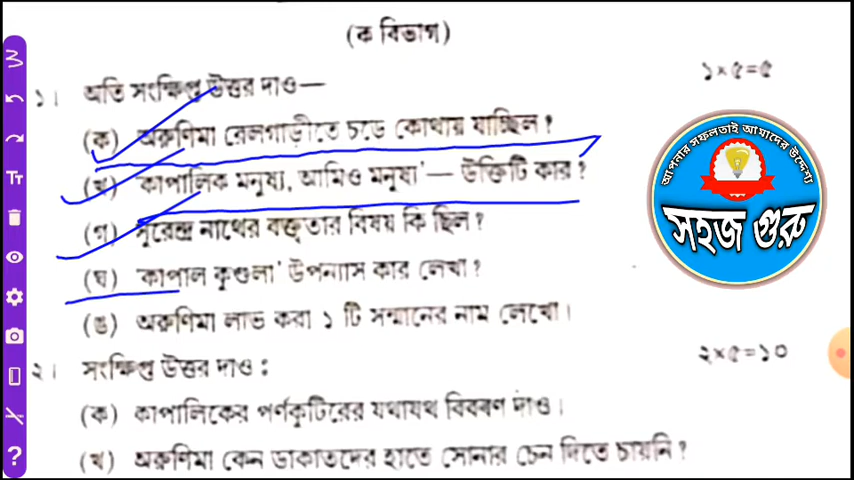 (ক বিভাগ)
১। অতি সংক্ষিপ্ত উত্তর দাও—
১×৫=৫
(ক) অরুণিমা রেলগাড়ীতে চড়ে কোথায় যাচ্ছিল?
(খ) 'কাপালিক মনুষ্য, আমিও মনুষ্য'— উক্তিটি কার?
(গ) সুরেন্দ্র নাথের বক্তৃতার বিষয় কি ছিল?
(ঘ) 'কাপাল কুণ্ডলা' উপন্যাস কার লেখা?
(ঙ) অরুণিমা লাভ করা ১ টি সম্মানের নাম লেখো।
২। সংক্ষিপ্ত উত্তর দাও :
২×৫=১০
(ক) কাপালিকের পর্ণকুটিরের যথাযথ বিবৰণ দাও।
(খ) অরুণিমা কেন ডাকাতদের হাতে সোনার চেন দিতে চায়নি?
আপনার সফলতাই আমাদের উদ্দেশ্য
সহজ গুরু
Tт
?